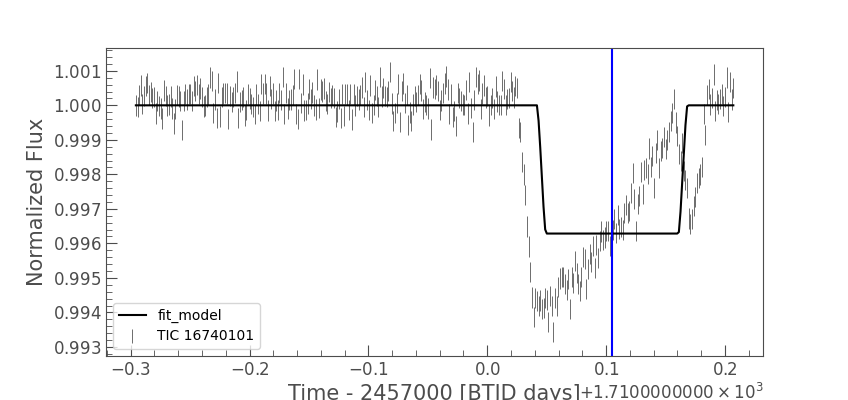 1.001
1.000
0.999
0.998
0.997
0.996
0.995
0.994
0.993
Normalized Flux
fit_model
TIC 16740101
−0.3 −0.2 −0.1 0.0 0.1 0.2
Time - 2457000 [BTJD days] +1.7100000000 × 10³